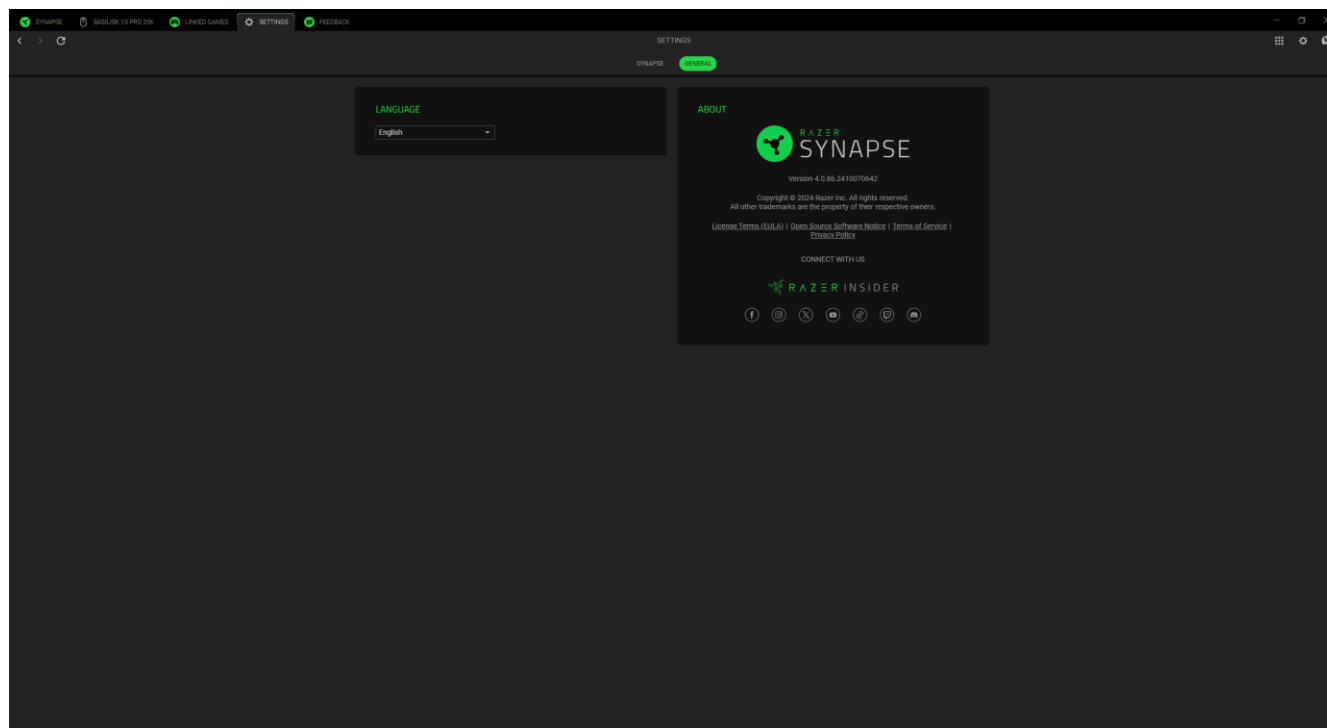 SYNAPSE BASILISK V3 PRO 35K LINKED GAMES SETTINGS FEEDBACK
SETTINGS
SYNAPSE GENERAL
LANGUAGE
English
ABOUT
RAZER
SYNAPSE
Version 4.0.86.2410070642
Copyright © 2024 Razer Inc. All rights reserved.
All other trademarks are the property of their respective owners.
License Terms (EULA) | Open Source Software Notice | Terms of Service |
Privacy Policy
CONNECT WITH US
RAZER INSIDER